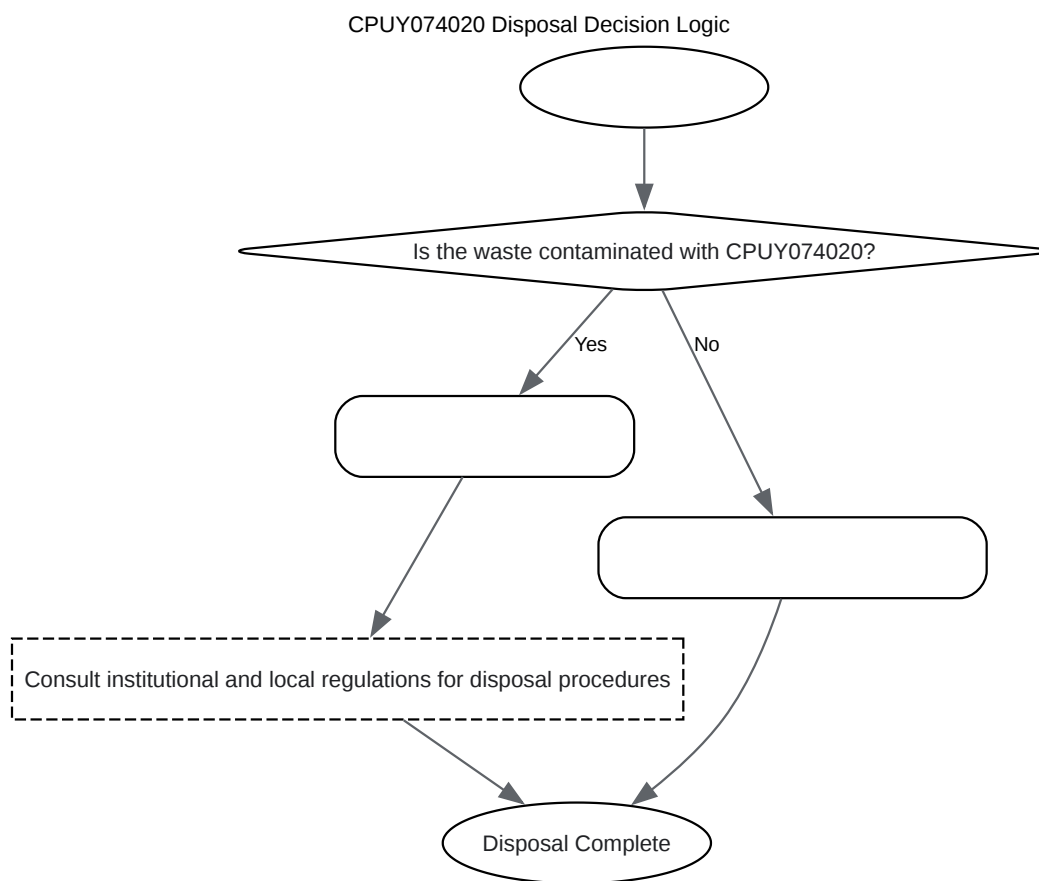 CPUY074020 Disposal Decision Logic
Is the waste contaminated with CPUY074020?
Yes
No
Consult institutional and local regulations for disposal procedures
Disposal Complete